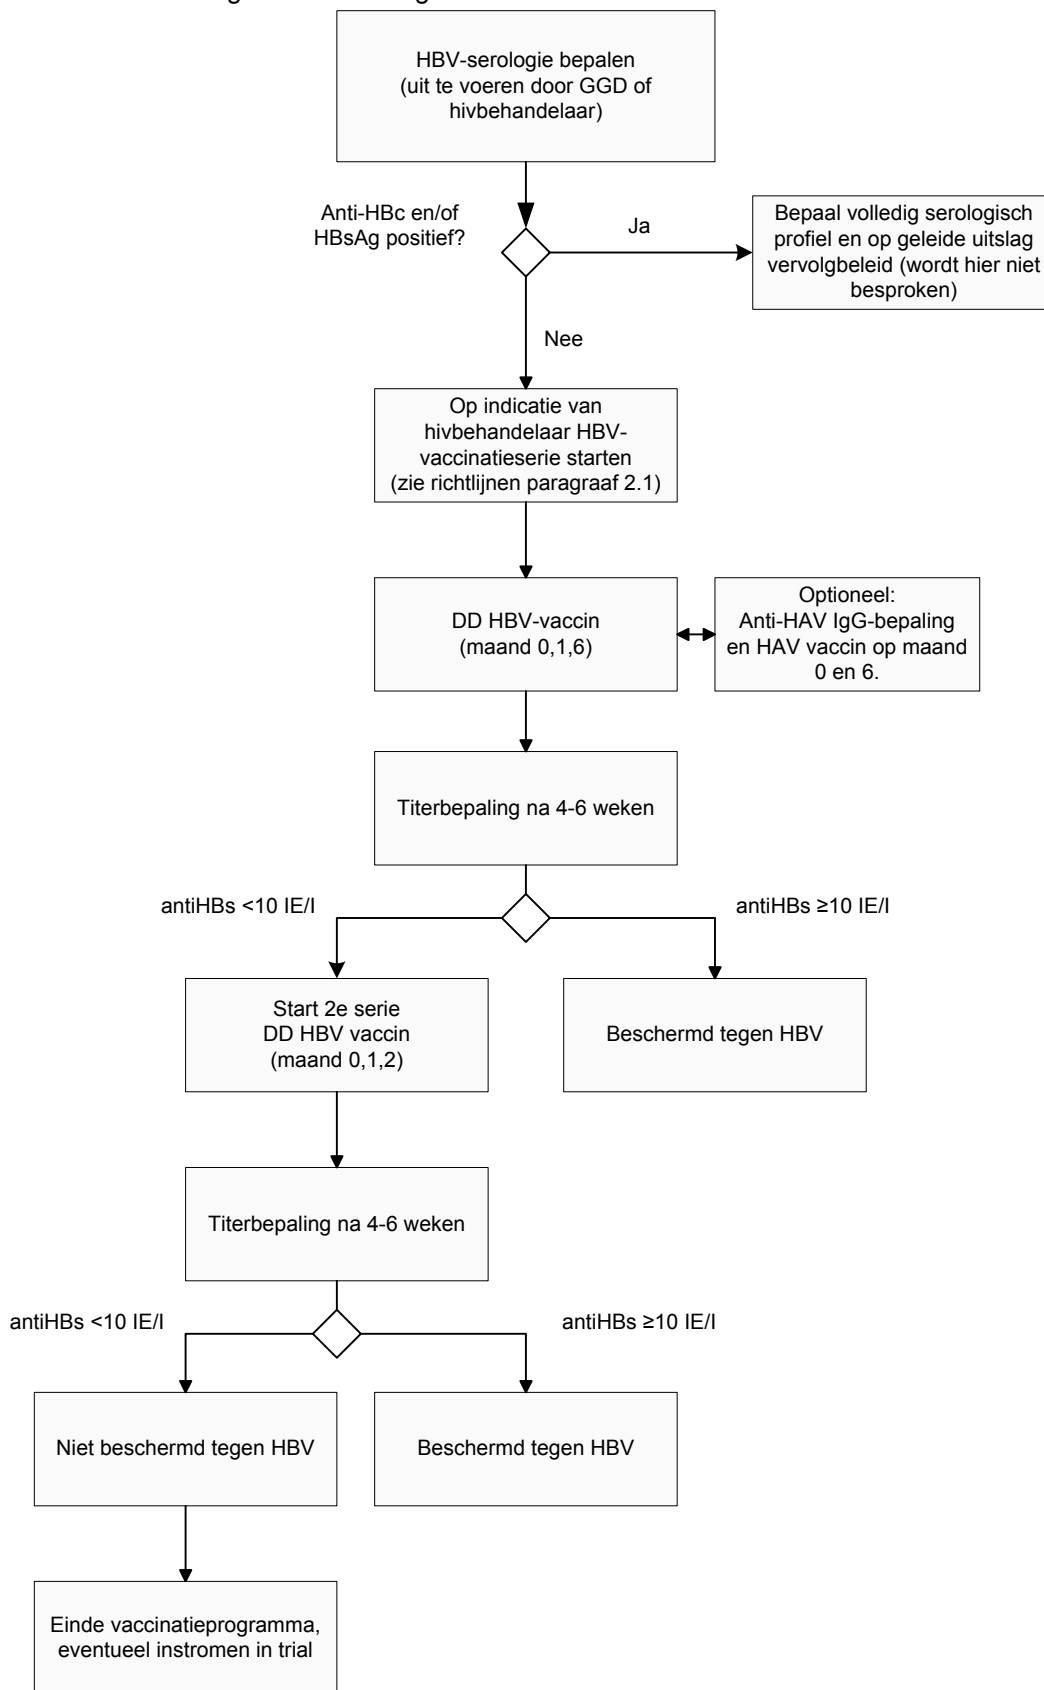 HBV-serologie bepalen
(uit te voeren door GGD of
hivbehandelaar)
Anti-HBc en/of
HBsAg positief?
Ja
Bepaal volledig serologisch
profiel en op geleide uitslag
vervolgbeleid (wordt hier niet
besproken)
Nee
Op indicatie van
hivbehandelaar HBV-
vaccinatieserie starten
(zie richtlijnen paragraaf 2.1)
DD HBV-vaccin
(maand 0,1,6)
Optioneel:
Anti-HAV IgG-bepaling
en HAV vaccin op maand
0 en 6.
Titerbepaling na 4-6 weken
antiHBs <10 IE/l
antiHBs ≥10 IE/l
Start 2e serie
DD HBV vaccin
(maand 0,1,2)
Beschermd tegen HBV
Titerbepaling na 4-6 weken
antiHBs <10 IE/l
antiHBs ≥10 IE/l
Niet beschermd tegen HBV
Beschermd tegen HBV
Einde vaccinatieprogramma,
eventueel instromen in trial